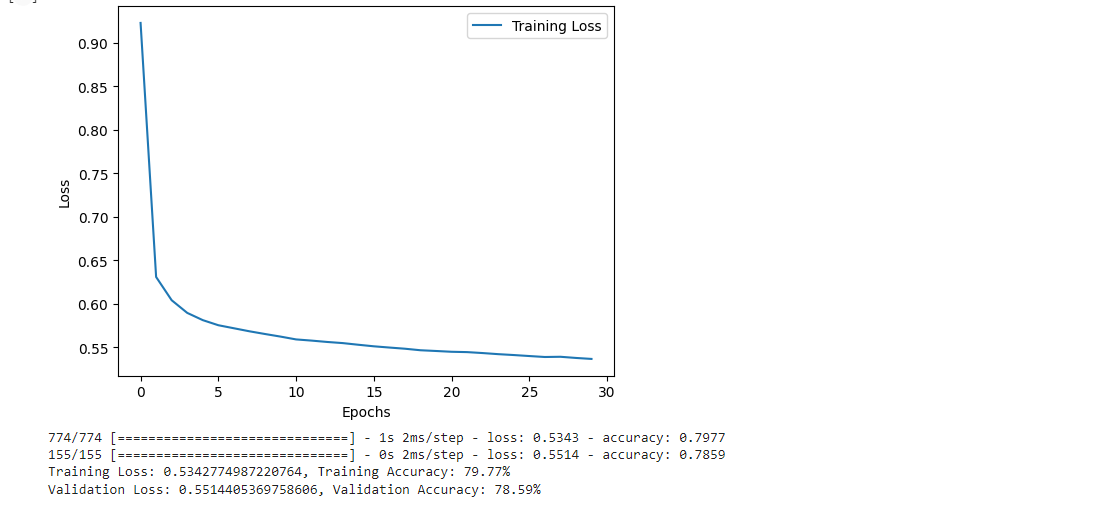 Training Loss
0.90
0.85
0.80
0.75
0.70
0.65
0.60
0.55
Loss
0 5 10 15 20 25 30
Epochs
774/774 [==============================] - 1s 2ms/step - loss: 0.5343 - accuracy: 0.7977
155/155 [==============================] - 0s 2ms/step - loss: 0.5514 - accuracy: 0.7859
Training Loss: 0.5342774987220764, Training Accuracy: 79.77%
Validation Loss: 0.5514405369758606, Validation Accuracy: 78.59%